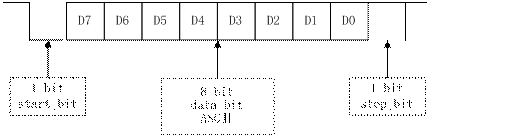 D7 D6 D5 D4 D3 D2 D1 D0
1 bit
start bit
8 bit
data bit
ASCII
1 bit
stop bit